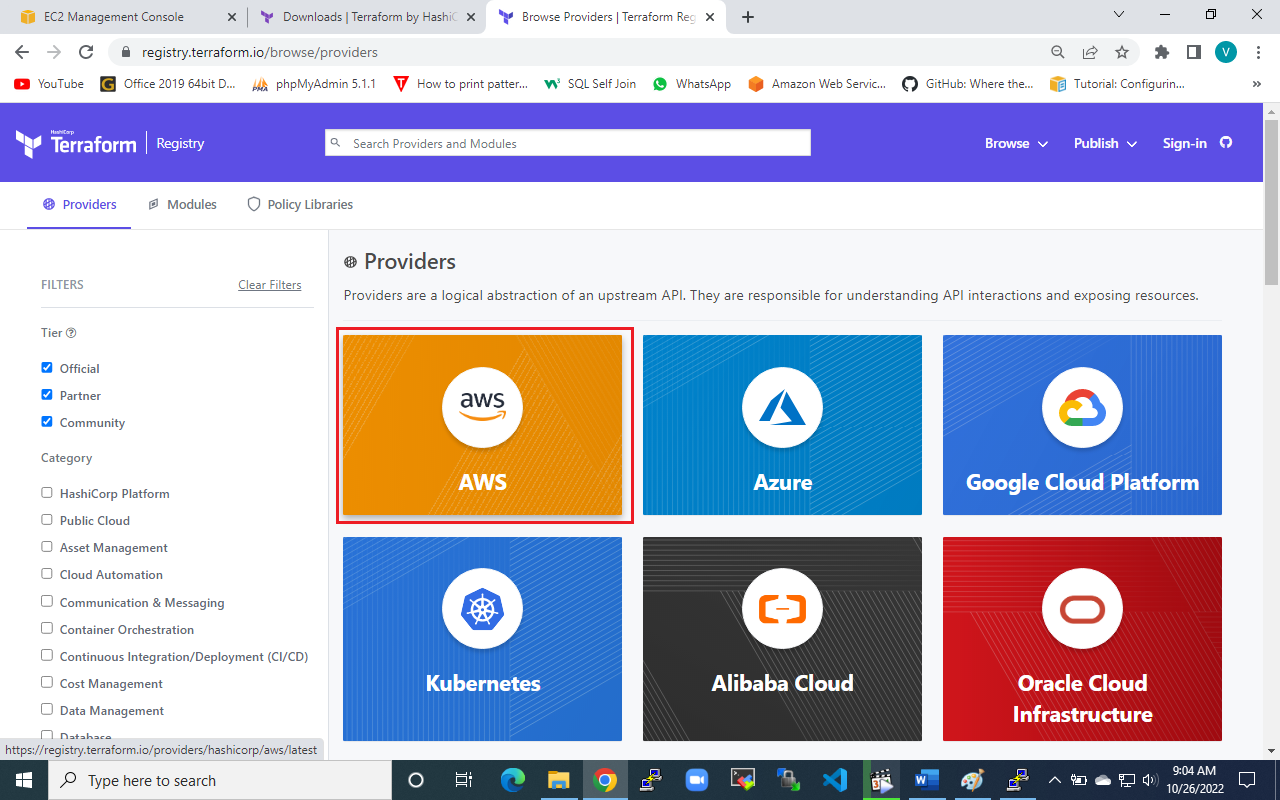 EC2 Management Console
Downloads | Terraform by HashiC
Browse Providers | Terraform Reg
registry.terraform.io/browse/providers
V
YouTube
G
Office 2019 64bit D...
PMA
phpMyAdmin 5.1.1
T
How to print patter...
SQL Self Join
WhatsApp
Amazon Web Servic...
GitHub: Where the...
Tutorial: Configurin...
»
HashiCorp
Terraform
Registry
Search Providers and Modules
Browse
Publish
Sign-in
Providers
Modules
Policy Libraries
FILTERS
Clear Filters
Tier
Official
Partner
Community
Category
HashiCorp Platform
Public Cloud
Asset Management
Cloud Automation
Communication & Messaging
Container Orchestration
Continuous Integration/Deployment (CI/CD)
Cost Management
Data Management
Database
Providers
Providers are a logical abstraction of an upstream API. They are responsible for understanding API interactions and exposing resources.
aws
AWS
Azure
Google Cloud Platform
Kubernetes
Alibaba Cloud
Oracle Cloud
Infrastructure
https://registry.terraform.io/providers/hashicorp/aws/latest
Type here to search
9:04 AM
10/26/2022